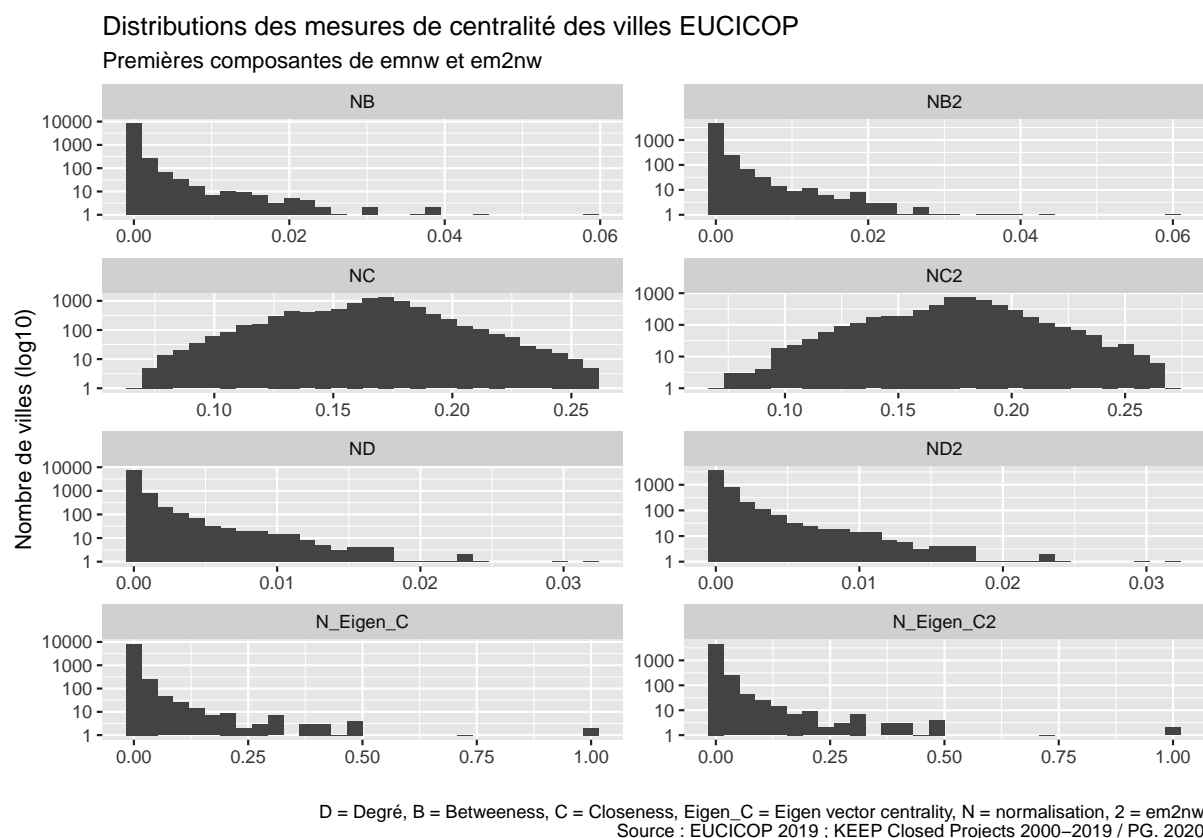 Distributions des mesures de centralité des villes EUCICOP
Premières composantes de emnw et em2nw
Nombre de villes (log10)
NB
10000
1000
100
10
1
0.00 0.02 0.04 0.06
NB2
1000
100
10
1
0.00 0.02 0.04 0.06
NC
1000
100
10
1
0.10 0.15 0.20 0.25
NC2
1000
100
10
1
0.10 0.15 0.20 0.25
ND
10000
1000
100
10
1
0.00 0.01 0.02 0.03
ND2
1000
100
10
1
0.00 0.01 0.02 0.03
N_Eigen_C
10000
1000
100
10
1
0.00 0.25 0.50 0.75 1.00
N_Eigen_C2
1000
100
10
1
0.00 0.25 0.50 0.75 1.00
D = Degré, B = Betweeness, C = Closeness, Eigen_C = Eigen vector centrality, N = normalisation, 2 = em2nw
Source : EUCICOP 2019 ; KEEP Closed Projects 2000−2019 / PG, 2020